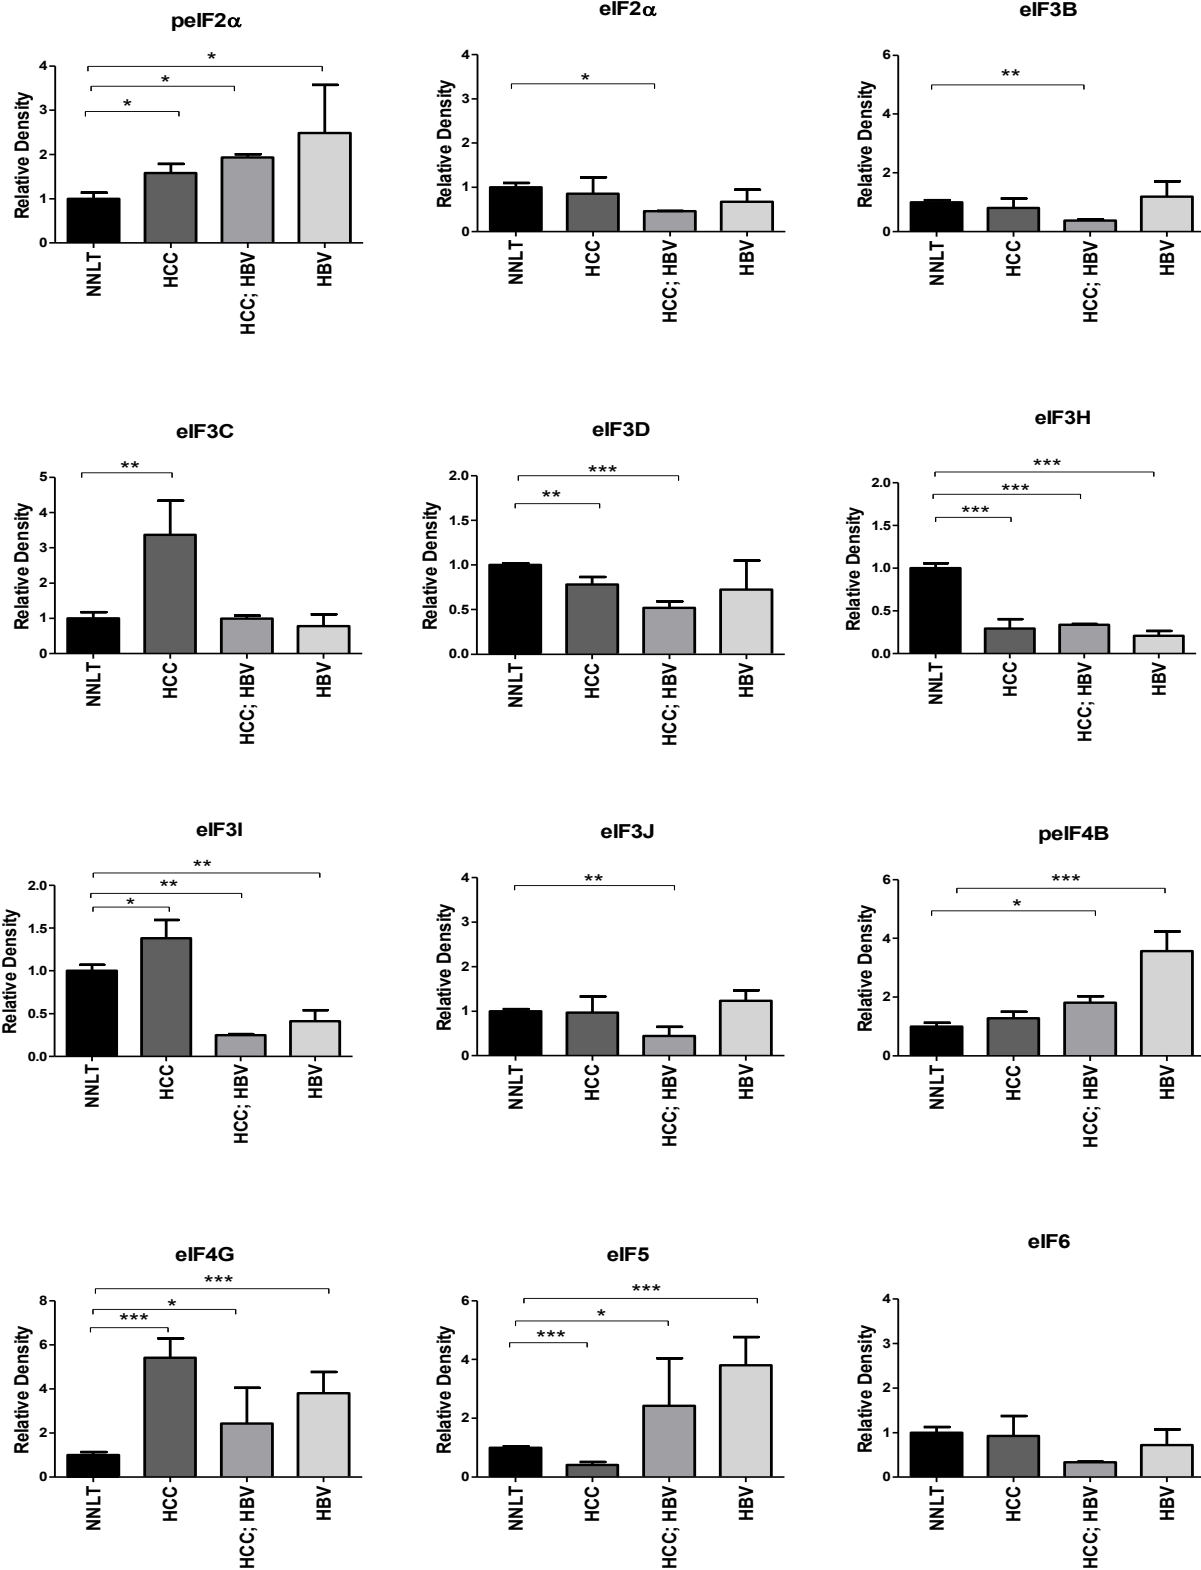 peIF2α
*
*
*
Relative Density
4
3
2
1
0
NNLT
HCC
HCC; HBV
HBV
eIF2α
*
Relative Density
4
3
2
1
0
NNLT
HCC
HCC; HBV
HBV
eIF3B
**
Relative Density
6
4
2
0
NNLT
HCC
HCC; HBV
HBV
eIF3C
**
Relative Density
5
4
3
2
1
0
NNLT
HCC
HCC; HBV
HBV
eIF3D
***
**
Relative Density
2.0
1.5
1.0
0.5
0.0
NNLT
HCC
HCC; HBV
HBV
eIF3H
***
***
***
Relative Density
2.0
1.5
1.0
0.5
0.0
NNLT
HCC
HCC; HBV
HBV
eIF3I
**
**
*
Relative Density
2.0
1.5
1.0
0.5
0.0
NNLT
HCC
HCC; HBV
HBV
eIF3J
**
Relative Density
4
3
2
1
0
NNLT
HCC
HCC; HBV
HBV
peIF4B
***
*
Relative Density
6
4
2
0
NNLT
HCC
HCC; HBV
HBV
eIF4G
***
*
***
Relative Density
8
6
4
2
0
NNLT
HCC
HCC; HBV
HBV
eIF5
***
*
***
Relative Density
6
4
2
0
NNLT
HCC
HCC; HBV
HBV
eIF6
Relative Density
4
3
2
1
0
NNLT
HCC
HCC; HBV
HBV